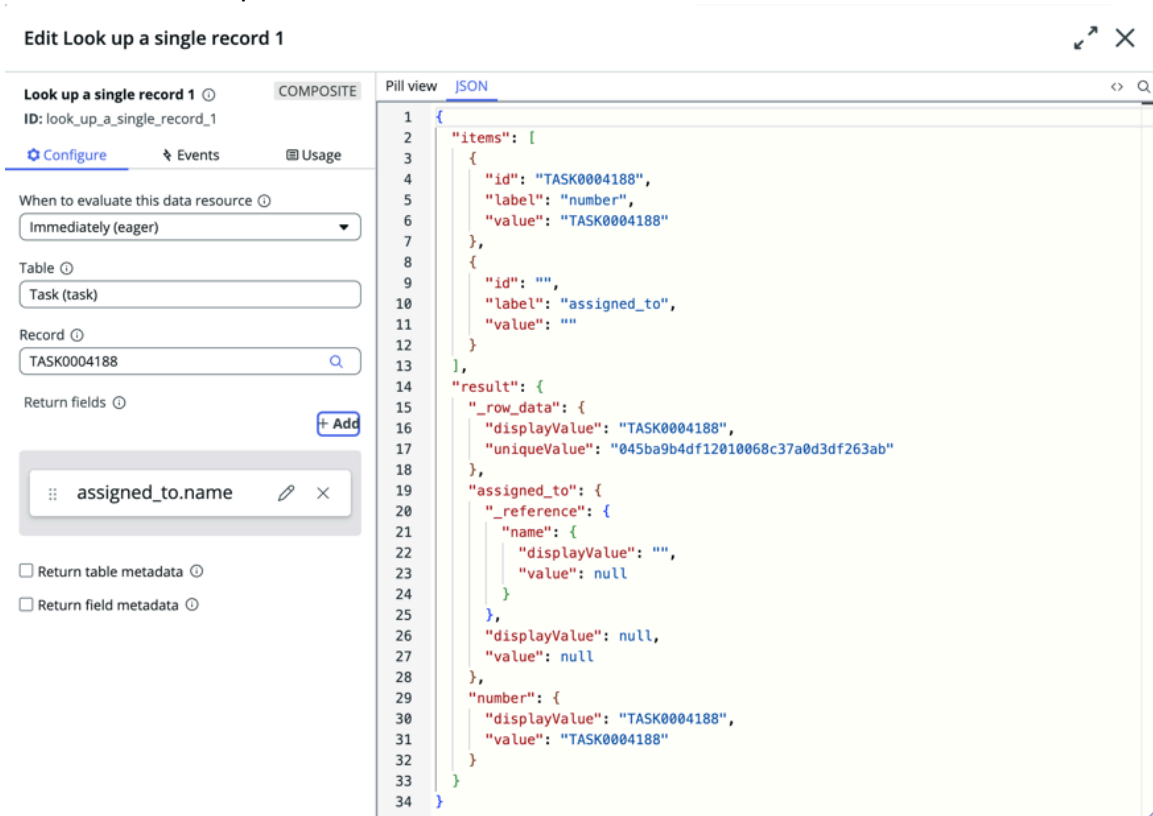 Edit Look up a single record 1
Look up a single record 1
COMPOSITE
ID: look_up_a_single_record_1
Configure Events Usage
When to evaluate this data resource
Immediately (eager)
Table
Task (task)
Record
TASK0004188
Return fields
+ Add
assigned_to.name
Return table metadata
Return field metadata
Pill view JSON
1 {
2 "items": [
3 {
4 "id": "TASK0004188",
5 "label": "number",
6 "value": "TASK0004188"
7 },
8 {
9 "id": "",
10 "label": "assigned_to",
11 "value": ""
12 }
13 ],
14 "result": {
15 "_row_data": {
16 "displayValue": "TASK0004188",
17 "uniqueValue": "045ba9b4df12010068c37a0d3df263ab"
18 },
19 "assigned_to": {
20 "_reference": {
21 "name": {
22 "displayValue": "",
23 "value": null
24 }
25 },
26 "displayValue": null,
27 "value": null
28 },
29 "number": {
30 "displayValue": "TASK0004188",
31 "value": "TASK0004188"
32 }
33 }
34 }